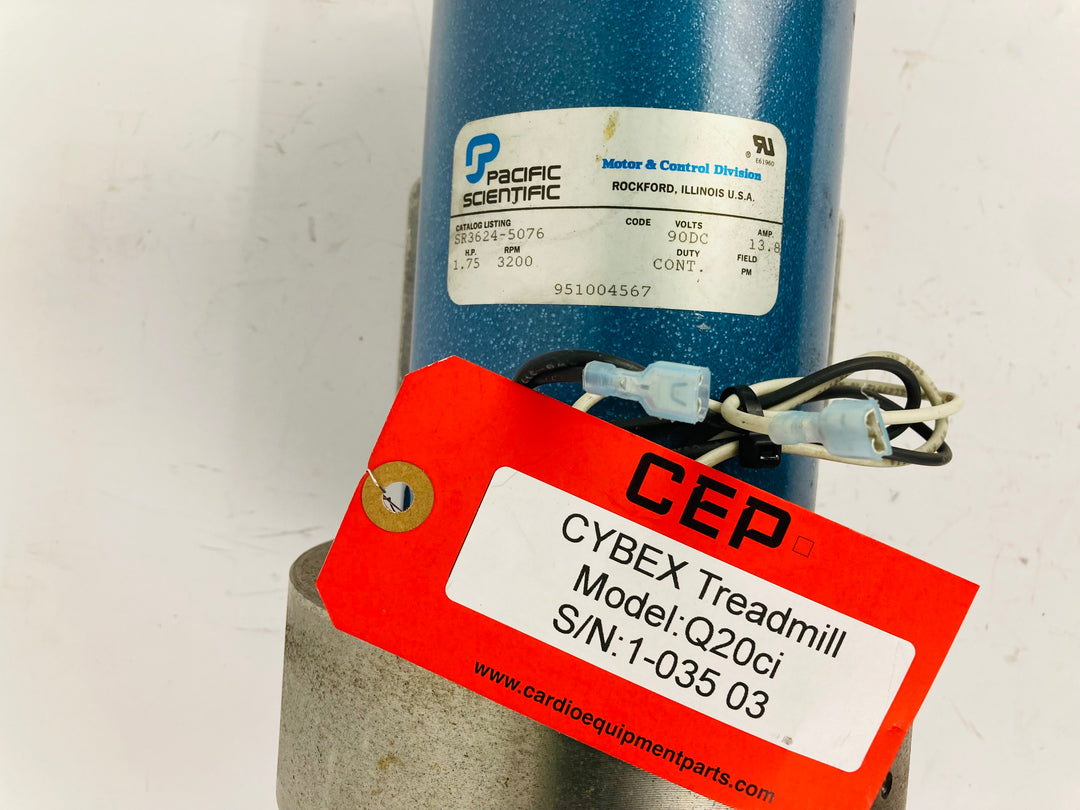 PACIFIC
SCIENTIFIC
Motor & Control Division
ROCKFORD, ILLINOIS U.S.A.
®
E61960
CATALOG LISTING
SR3624-5076
CODE
VOLTS
90DC
AMP.
13.8
H.P.
1.75
RPM
3200
DUTY
CONT.
FIELD
PM
951004567
CEP
CYBEX Treadmill
Model:Q20ci
S/N:1-035 03
www.cardioequipmentparts.com